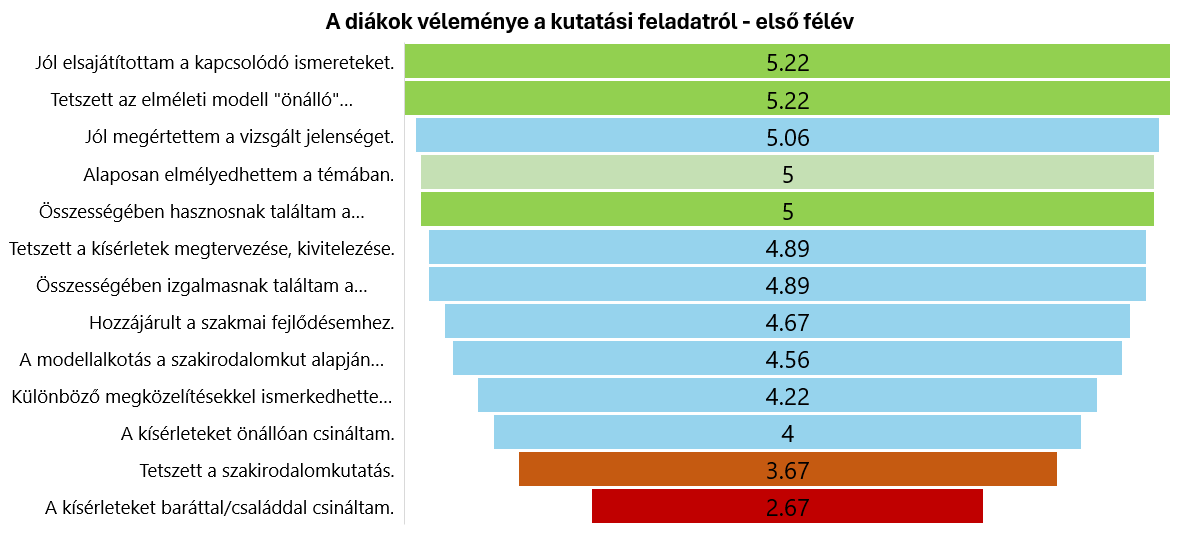 A diákok véleménye a kutatási feladatról - első félév
Jól elsajátítottam a kapcsolódó ismereteket. 5.22
Tetszett az elméleti modell "önálló"... 5.22
Jól megértettem a vizsgált jelenséget. 5.06
Alaposan elmélyedhettem a témában. 5
Összességében hasznosnak találtam a... 5
Tetszett a kísérletek megtervezése, kivitelezése. 4.89
Összességében izgalmasnak találtam a... 4.89
Hozzájárult a szakmai fejlődésemhez. 4.67
A modellalkotás a szakirodalomkut alapján... 4.56
Különböző megközelítésekkel ismerkedhette... 4.22
A kísérleteket önállóan csináltam. 4
Tetszett a szakirodalomkutatás. 3.67
A kísérleteket baráttal/családdal csináltam. 2.67